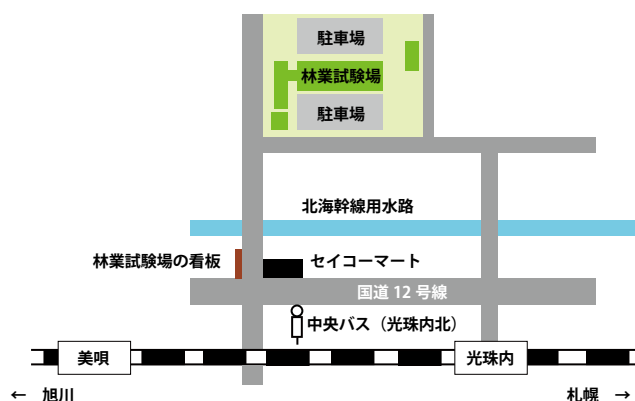 駐車場
林業試験場
駐車場
北海幹線用水路
林業試験場の看板
セイコーマート
国道 12 号線
中央バス（光珠内北）
美唄
光珠内
← 旭川
札幌 →